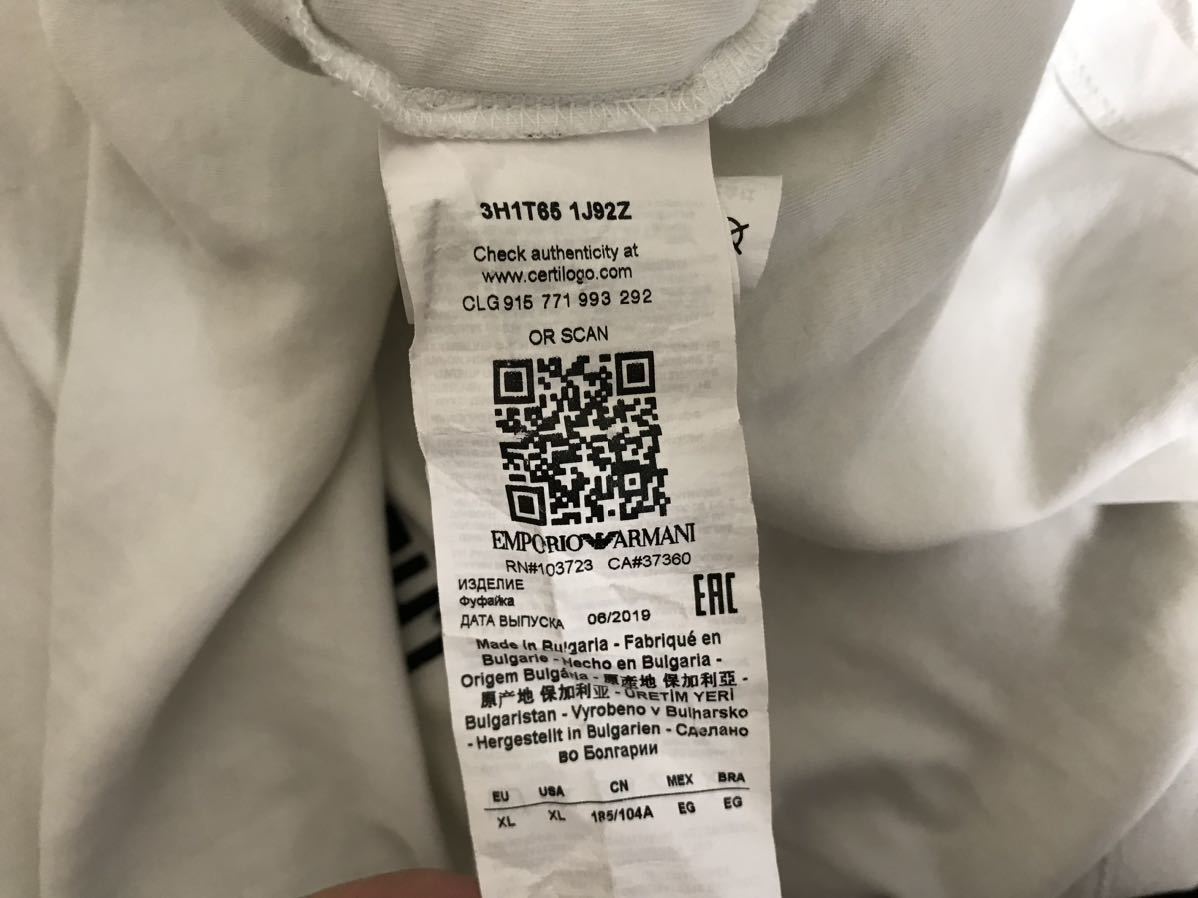 3H1T65 1J92Z
Check authenticity at
www.certilogo.com
CLG 915 771 993 292
OR SCAN
EMPORIO ARMANI
RN#103723 CA#37360
ИЗДЕЛИЕ
Фуфайка
ДАТА ВЫПУСКА 06/2019
EAC
Made in Bulgaria - Fabriqué en
Bulgarie - Hecho en Bulgaria -
Origem Bulgária - 原産地 保加利亞 -
原产地 保加利亚 - ÜRETİM YERİ
Bulgaristan - Vyrobeno v Bulharsko
- Hergestellt in Bulgarien - Сделано
во Болгарии
EU USA CN MEX BRA
XL XL 185/104A EG EG